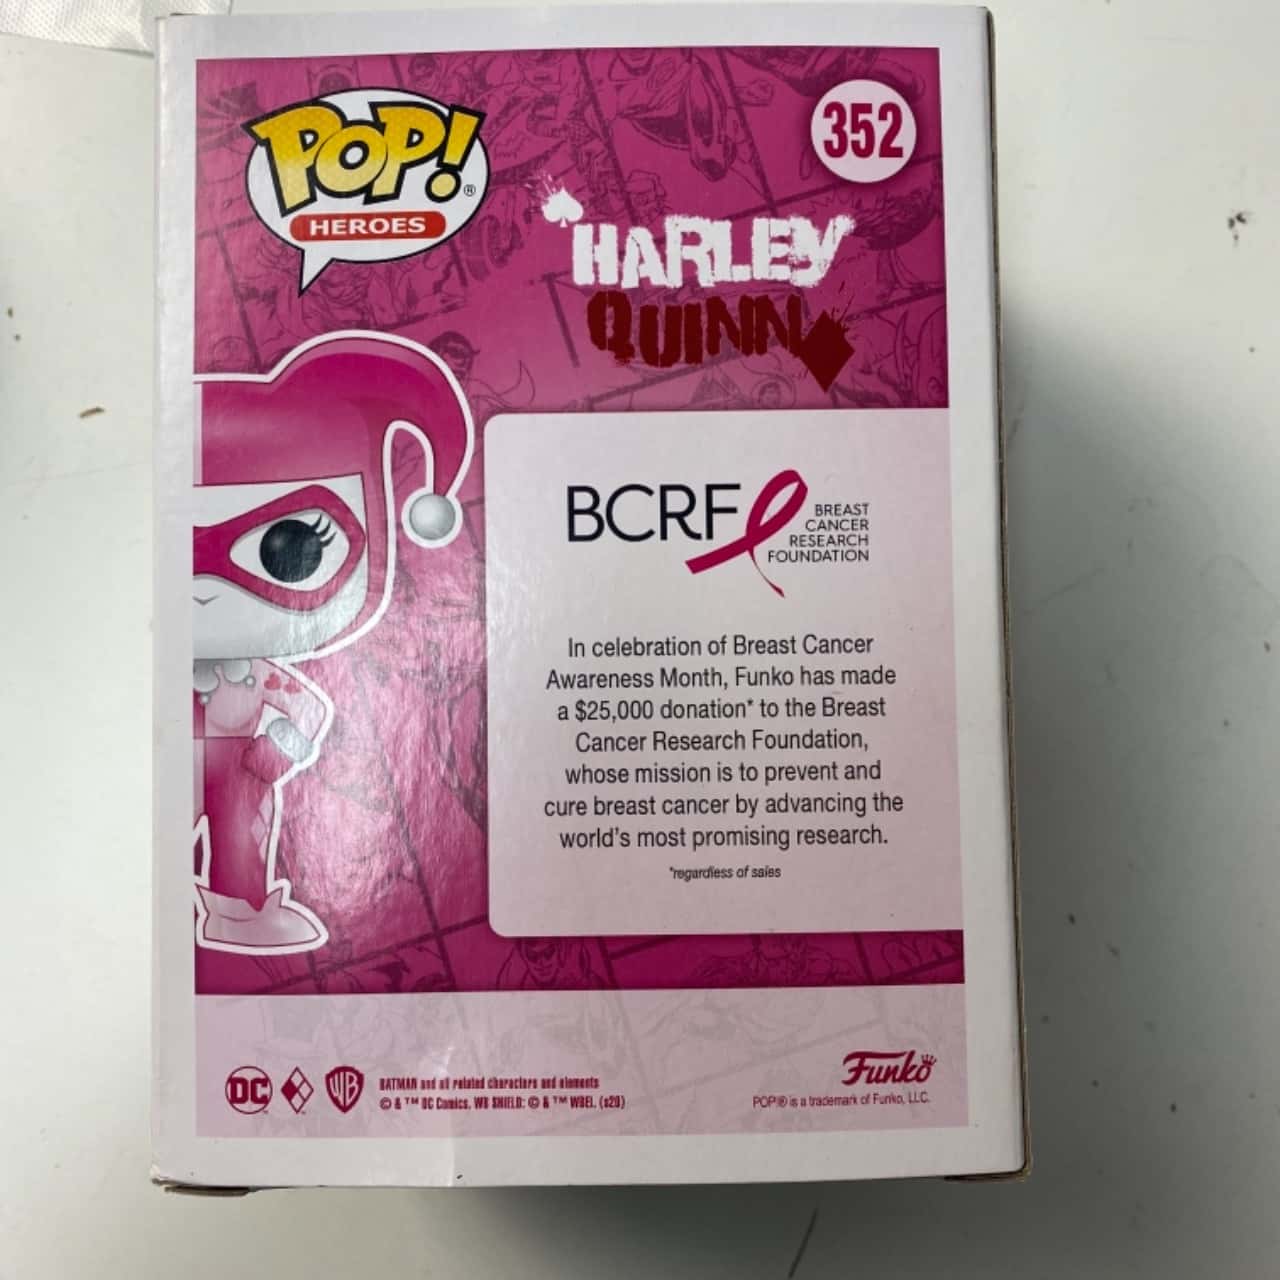 POP!®
HEROES
352
HARLEY
QUINN
BCRF
BREAST
CANCER
RESEARCH
FOUNDATION
In celebration of Breast Cancer
Awareness Month, Funko has made
a $25,000 donation* to the Breast
Cancer Research Foundation,
whose mission is to prevent and
cure breast cancer by advancing the
world's most promising research.
*regardless of sales
DC
WB
BATMAN and all related characters and elements
© & ™ DC Comics. WB SHIELD: © & ™ WBEI. (s20)
Funko
POP!® is a trademark of Funko, LLC.